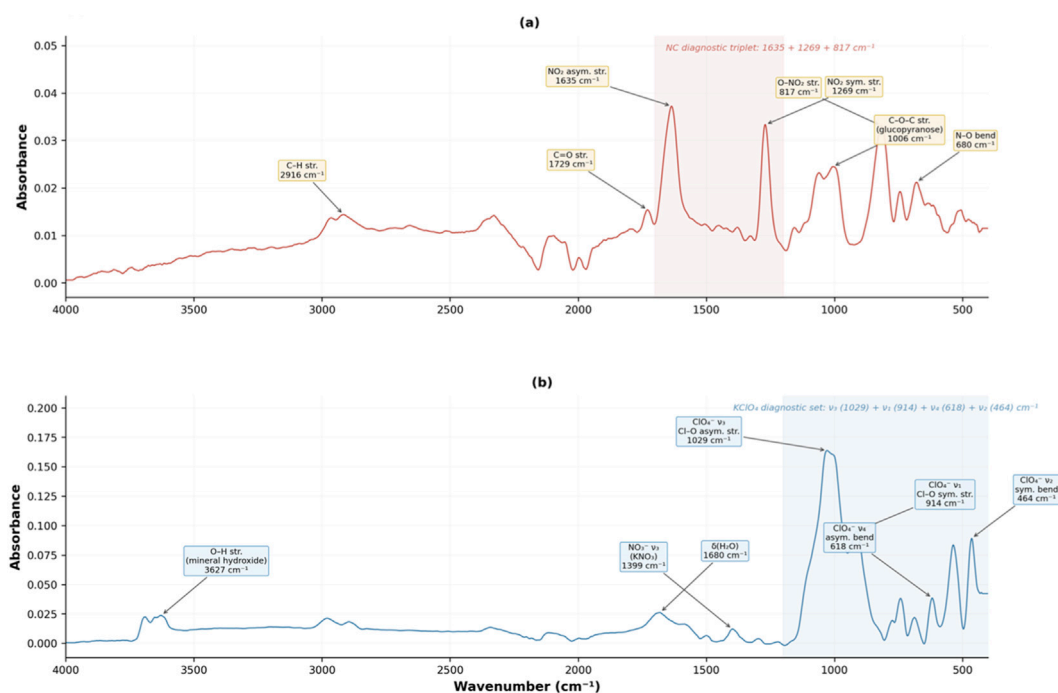 (a)
NC diagnostic triplet: 1635 + 1269 + 817 cm⁻¹
NO₂ asym. str.
1635 cm⁻¹
O–NO₂ str.
817 cm⁻¹
NO₂ sym. str.
1269 cm⁻¹
C–O–C str.
(glucopyranose)
1006 cm⁻¹
N–O bend
680 cm⁻¹
C=O str.
1729 cm⁻¹
C–H str.
2916 cm⁻¹
Absorbance
0.05
0.04
0.03
0.02
0.01
0.00
4000 3500 3000 2500 2000 1500 1000 500
(b)
KClO₄ diagnostic set: ν₃ (1029) + ν₁ (914) + ν₄ (618) + ν₂ (464) cm⁻¹
ClO₄⁻ ν₃
Cl–O asym. str.
1029 cm⁻¹
ClO₄⁻ ν₁
Cl–O sym. str.
914 cm⁻¹
ClO₄⁻ ν₂
sym. bend
464 cm⁻¹
ClO₄⁻ ν₄
asym. bend
618 cm⁻¹
O–H str.
(mineral hydroxide)
3627 cm⁻¹
NO₃⁻ ν₃
(KNO₃)
1399 cm⁻¹
δ(H₂O)
1680 cm⁻¹
Absorbance
0.200
0.175
0.150
0.125
0.100
0.075
0.050
0.025
0.000
4000 3500 3000 2500 2000 1500 1000 500
Wavenumber (cm⁻¹)